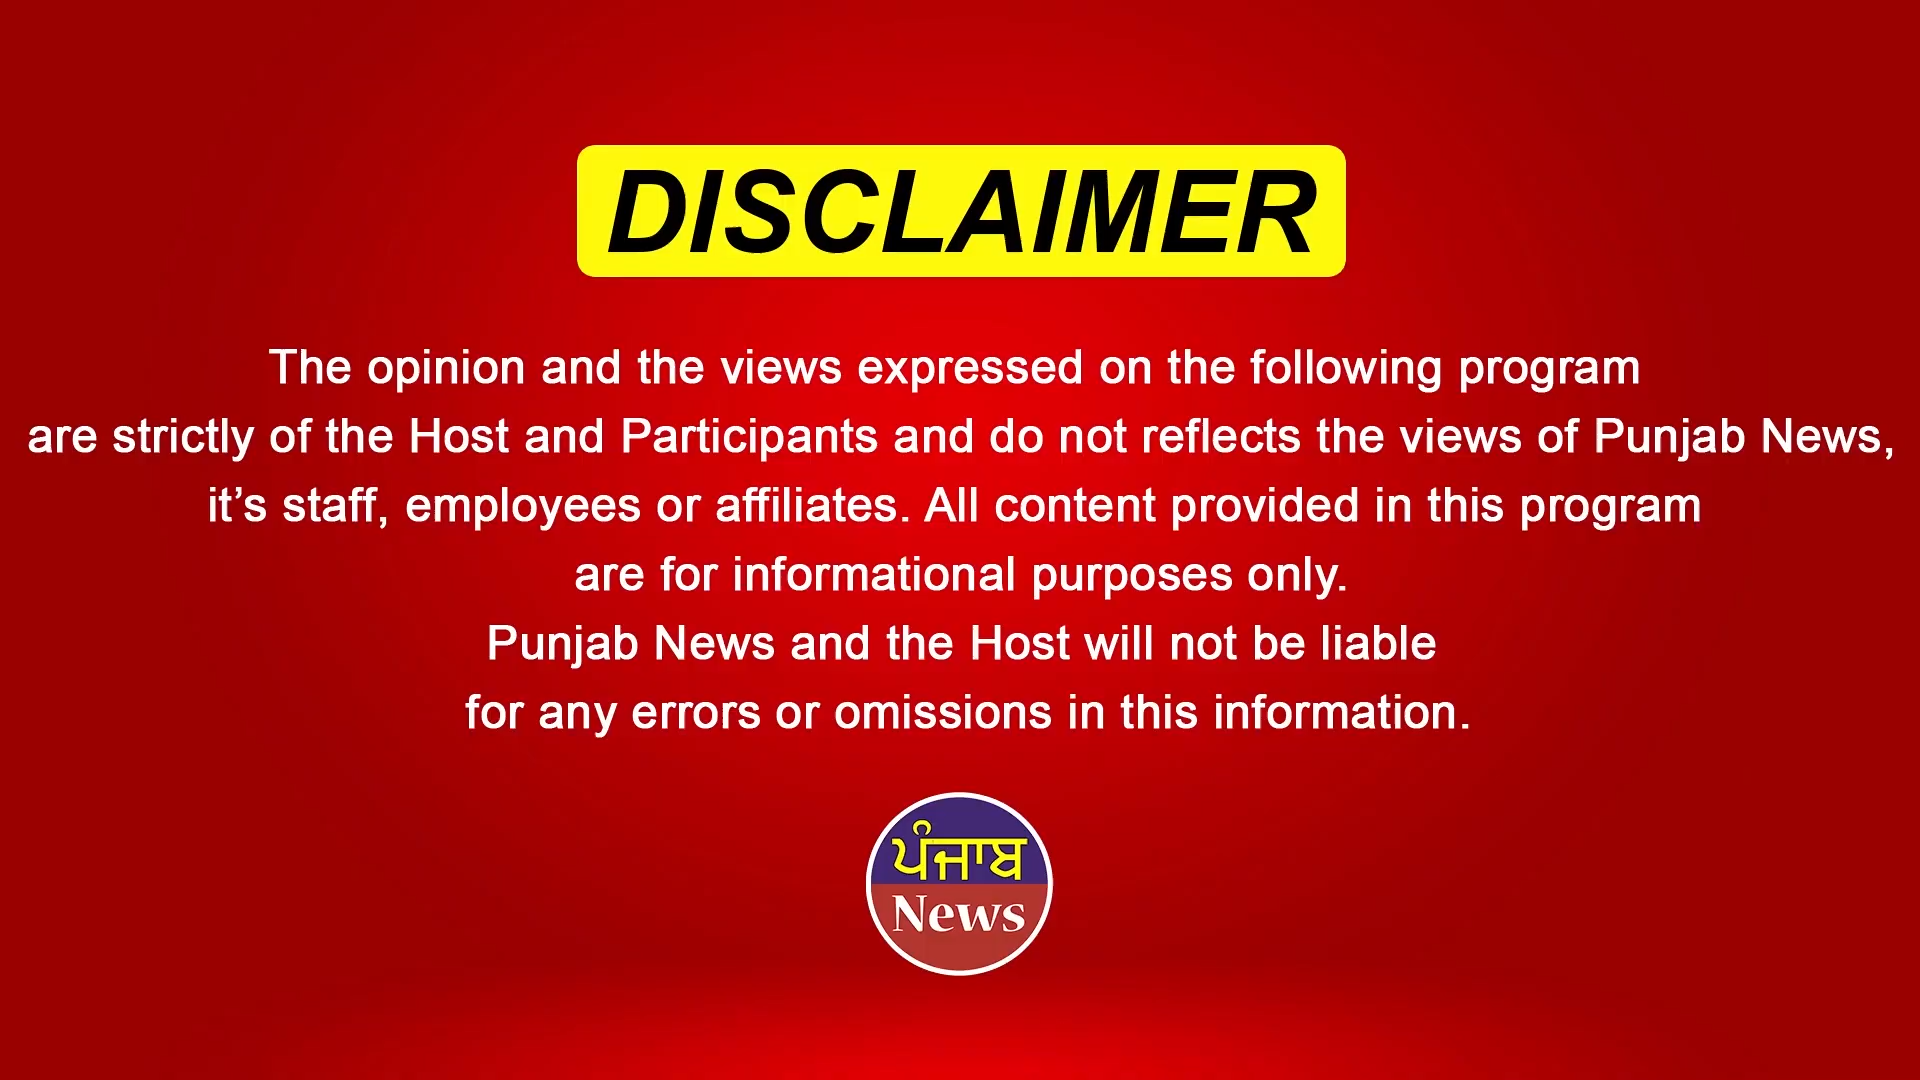 DISCLAIMER
The opinion and the views expressed on the following program
are strictly of the Host and Participants and do not reflects the views of Punjab News,
it’s staff, employees or affiliates. All content provided in this program
are for informational purposes only.
Punjab News and the Host will not be liable
for any errors or omissions in this information.
ਪੰਜਾਬ
News